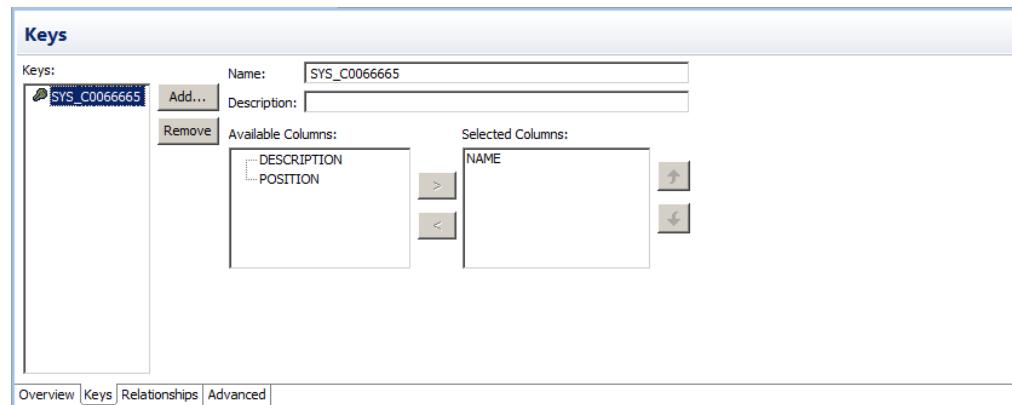 Keys
Keys:
SYS_C0066665
Add...
Remove
Name:
SYS_C0066665
Description:
Available Columns:
DESCRIPTION
POSITION
>
<
Selected Columns:
NAME
Overview Keys Relationships Advanced